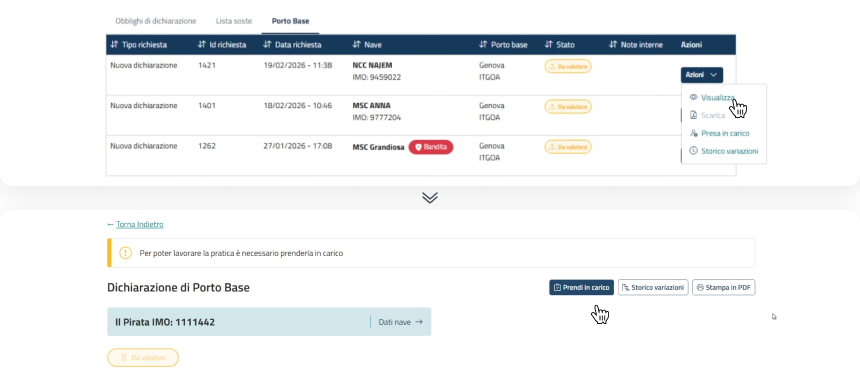 Obblighi di dichiarazione Lista soste Porto Base
Tipo richiesta Id richiesta Data richiesta Nave Porto base Stato Note interne Azioni
Nuova dichiarazione 1421 19/02/2026 - 11:38 NCC NAJEM Genova Da valutare
IMO: 9459022 ITGOA
Azioni
Visualizza
Nuova dichiarazione 1401 18/02/2026 - 10:46 MSC ANNA Genova Da valutare
IMO: 9777204 ITGOA
Scarica
Presa in carico
Nuova dichiarazione 1262 27/01/2026 - 17:08 MSC Grandiosa Bandita Genova Da valutare
ITGOA
Storico variazioni
← Torna Indietro
Per poter lavorare la pratica è necessario prenderla in carico
Dichiarazione di Porto Base Prendi in carico Storico variazioni Stampa in PDF
Il Pirata IMO: 1111442 Dati nave →
Da valutare